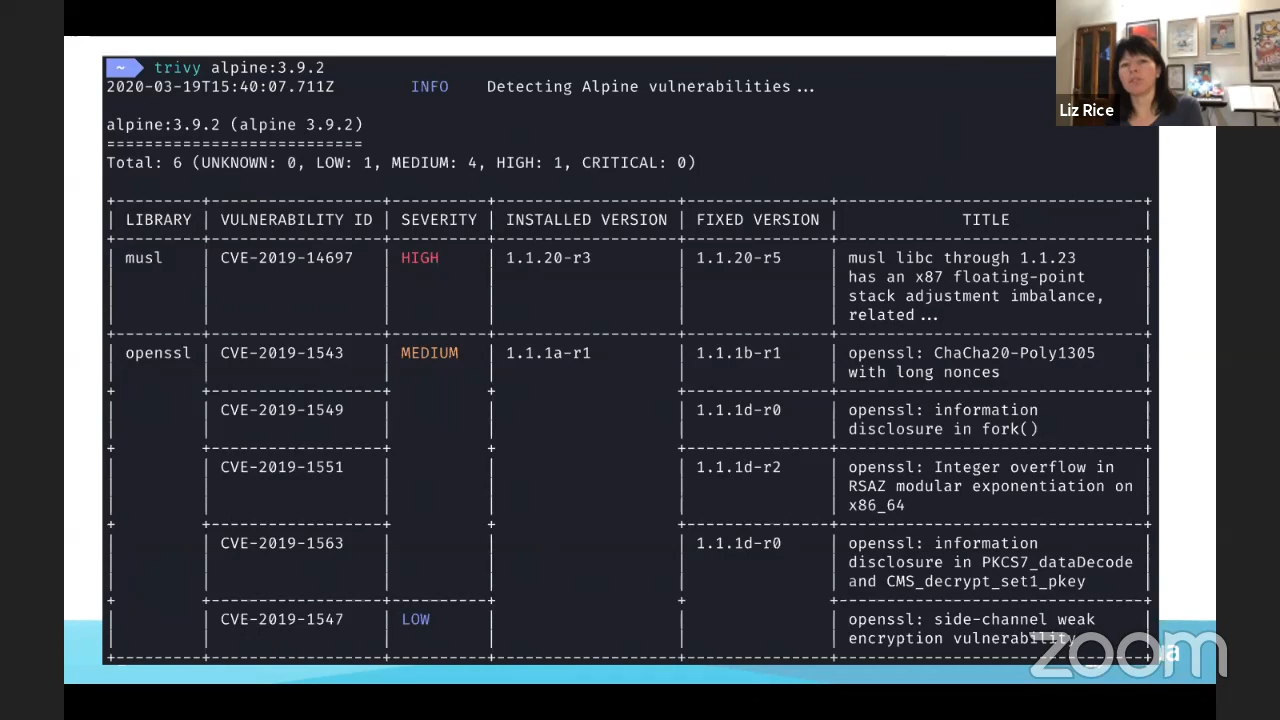 ~ trivy alpine:3.9.2
2020-03-19T15:40:07.711Z INFO Detecting Alpine vulnerabilities...
Liz Rice
alpine:3.9.2 (alpine 3.9.2)
===========================
Total: 6 (UNKNOWN: 0, LOW: 1, MEDIUM: 4, HIGH: 1, CRITICAL: 0)
LIBRARY | VULNERABILITY ID | SEVERITY | INSTALLED VERSION | FIXED VERSION | TITLE
musl | CVE-2019-14697 | HIGH | 1.1.20-r3 | 1.1.20-r5 | musl libc through 1.1.23
has an x87 floating-point
stack adjustment imbalance,
related...
openssl | CVE-2019-1543 | MEDIUM | 1.1.1a-r1 | 1.1.1b-r1 | openssl: ChaCha20-Poly1305
with long nonces
CVE-2019-1549 | 1.1.1d-r0 | openssl: information
disclosure in fork()
CVE-2019-1551 | 1.1.1d-r2 | openssl: Integer overflow in
RSAZ modular exponentiation on
x86_64
CVE-2019-1563 | 1.1.1d-r0 | openssl: information
disclosure in PKCS7_dataDecode
and CMS_decrypt_set1_pkey
CVE-2019-1547 | LOW | openssl: side-channel weak
encryption vulnerability
zoom